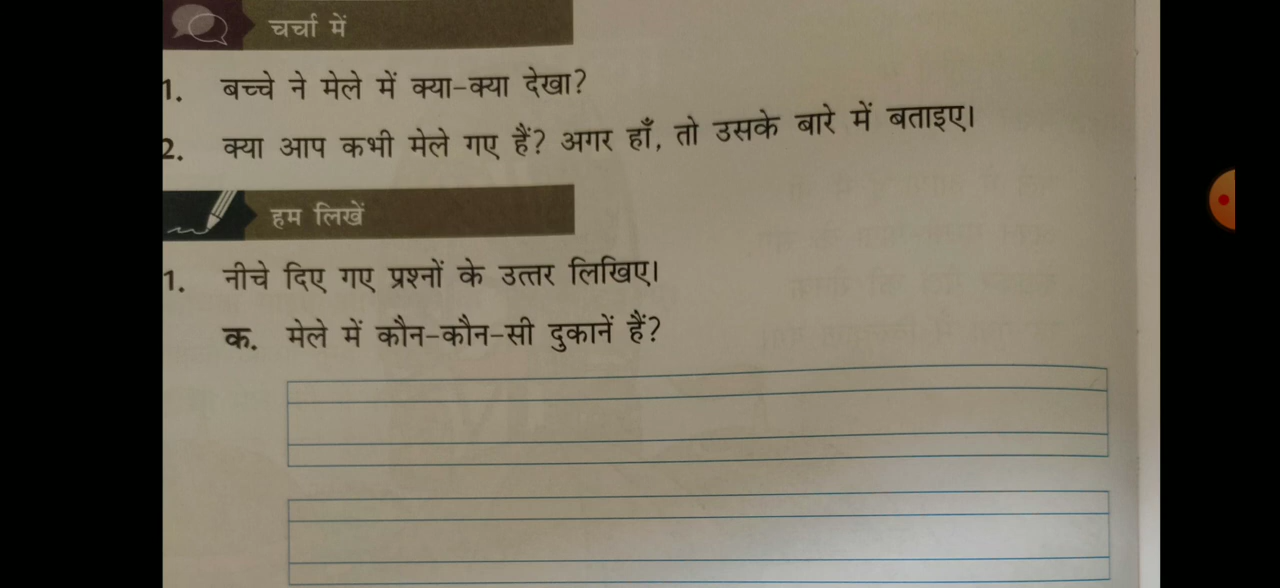 चर्चा में
1. बच्चे ने मेले में क्या-क्या देखा?
2. क्या आप कभी मेले गए हैं? अगर हाँ, तो उसके बारे में बताइए।
हम लिखें
1. नीचे दिए गए प्रश्नों के उत्तर लिखिए।
क. मेले में कौन-कौन-सी दुकानें हैं?